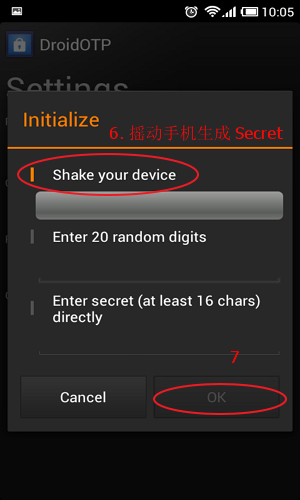 10:05
DroidOTP
Settings
Initialize
6. 摇动手机生成 Secret
Shake your device
Enter 20 random digits
Enter secret (at least 16 chars)
directly
7
Cancel
OK